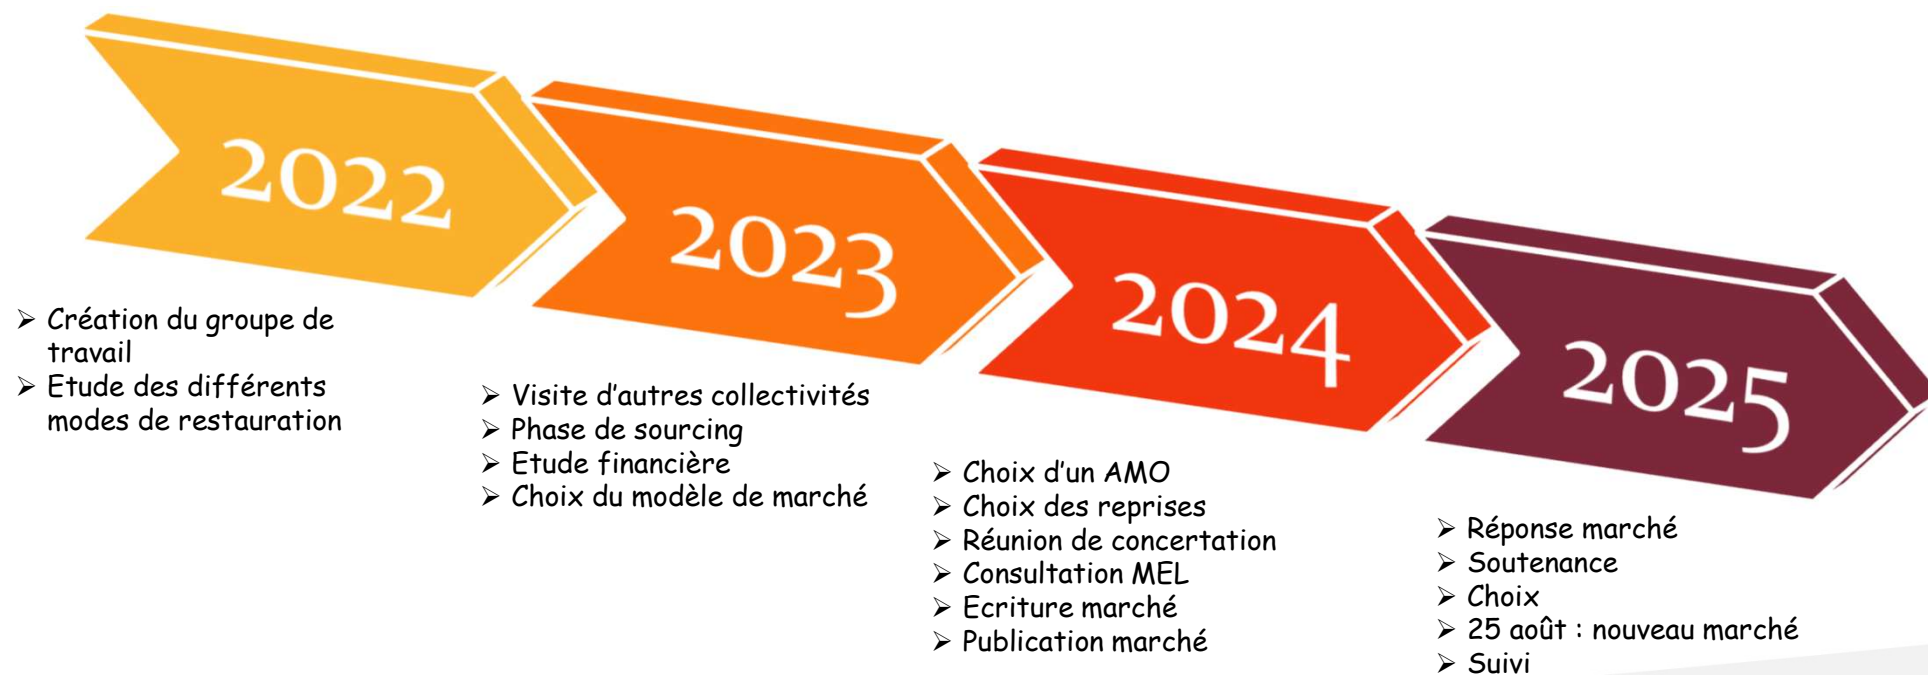 2022
➢ Création du groupe de
travail
➢ Etude des différents
modes de restauration
2023
➢ Visite d'autres collectivités
➢ Phase de sourcing
➢ Etude financière
➢ Choix du modèle de marché
2024
➢ Choix d'un AMO
➢ Choix des reprises
➢ Réunion de concertation
➢ Consultation MEL
➢ Ecriture marché
➢ Publication marché
2025
➢ Réponse marché
➢ Soutenance
➢ Choix
➢ 25 août : nouveau marché
➢ Suivi